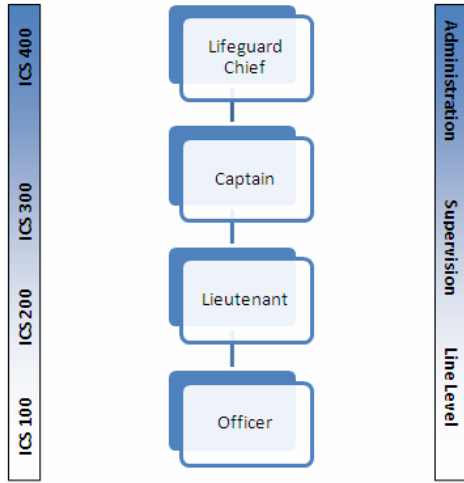 ICS 400
ICS 300
ICS 200
ICS 100
Lifeguard
Chief
Captain
Lieutenant
Officer
Administration
Supervision
Line Level